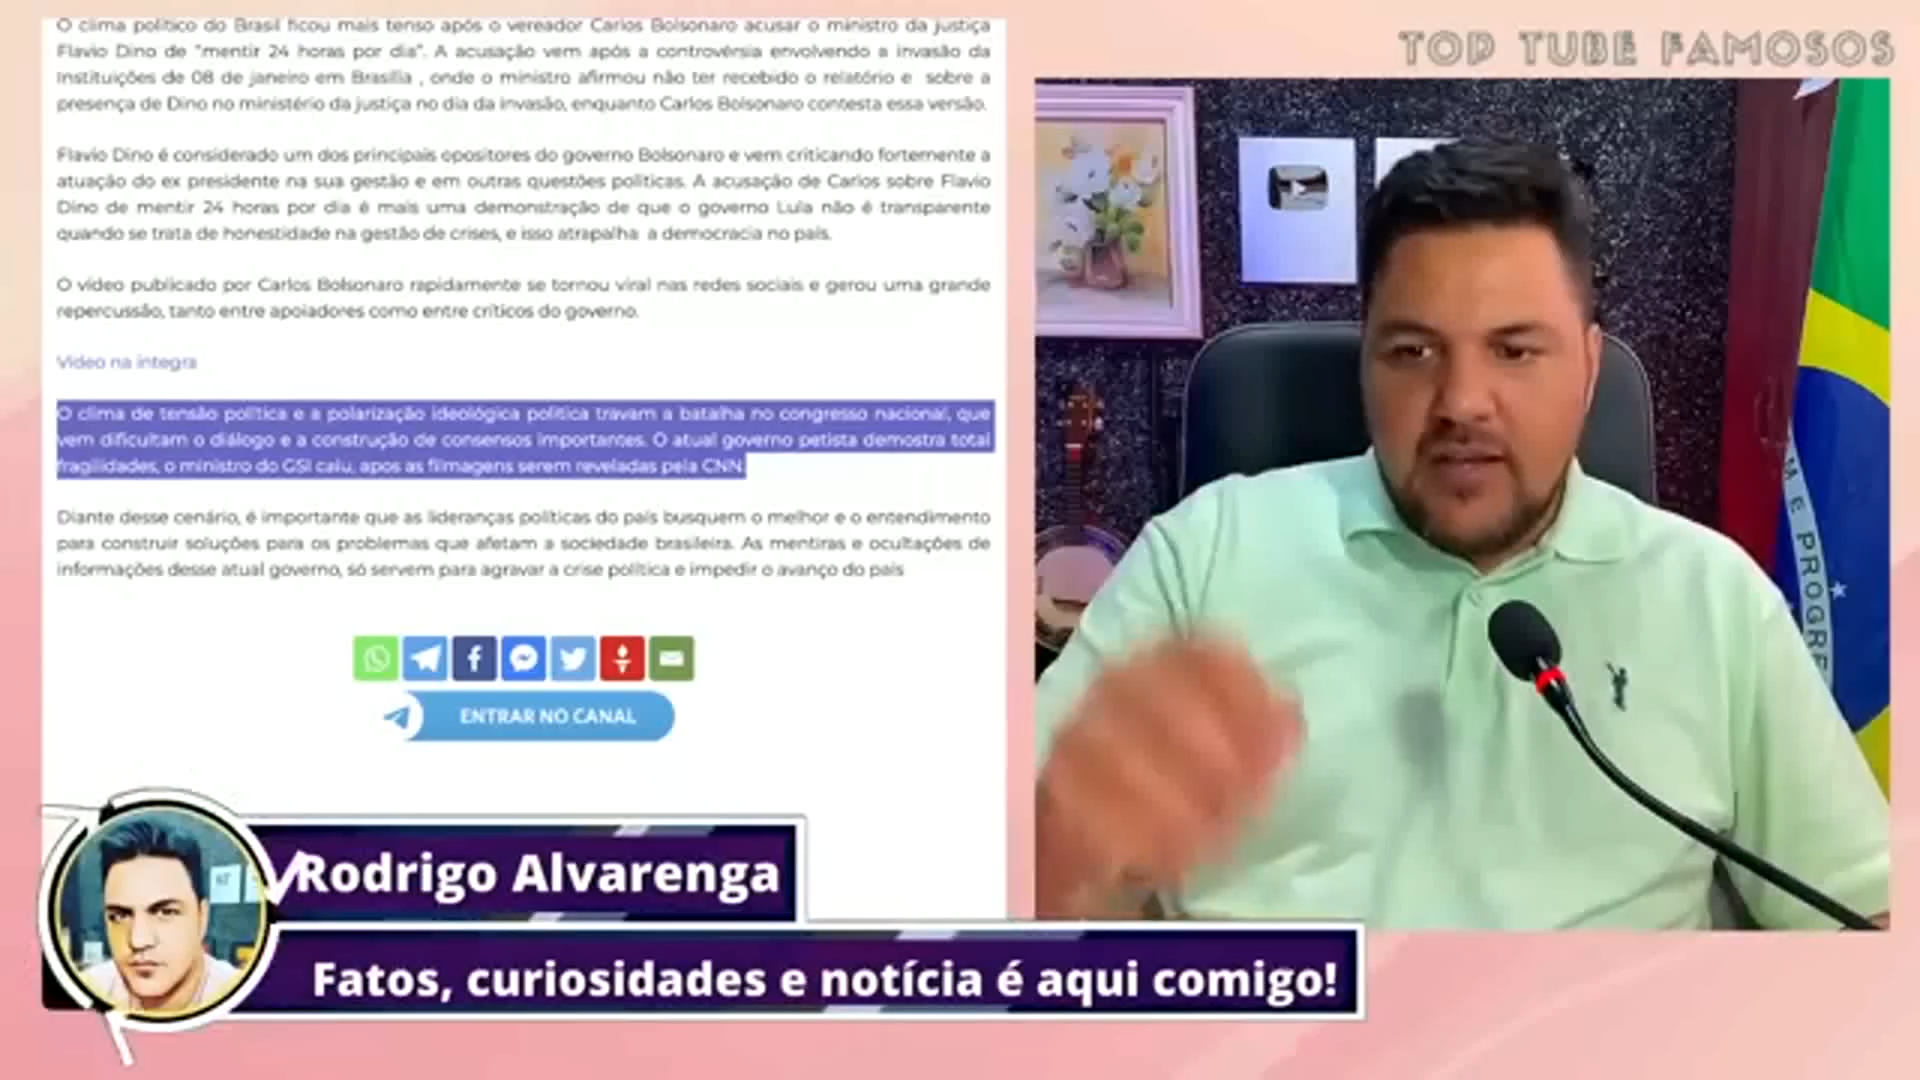 O clima político do Brasil ficou mais tenso após o vereador Carlos Bolsonaro acusar o ministro da justiça
Flavio Dino de "mentir 24 horas por dia". A acusação vem após a controvérsia envolvendo a invasão da
Instituições de 08 de janeiro em Brasília , onde o ministro afirmou não ter recebido o relatório e sobre a
presença de Dino no ministério da justiça no dia da invasão, enquanto Carlos Bolsonaro contesta essa versão.
Flavio Dino é considerado um dos principais opositores do governo Bolsonaro e vem criticando fortemente a
atuação do ex presidente na sua gestão e em outras questões políticas. A acusação de Carlos sobre Flavio
Dino de mentir 24 horas por dia é mais uma demonstração de que o governo Lula não é transparente
quando se trata de honestidade na gestão de crises, e isso atrapalha a democracia no país.
O vídeo publicado por Carlos Bolsonaro rapidamente se tornou viral nas redes sociais e gerou uma grande
repercussão, tanto entre apoiadores como entre críticos do governo.
Vídeo na íntegra
O clima de tensão política e a polarização ideológica política travam a batalha no congresso nacional, que
vem dificultam o diálogo e a construção de consensos importantes. O atual governo petista demostra total
fragilidades, o ministro do GSI caiu, apos as filmagens serem reveladas pela CNN.
Diante desse cenário, é importante que as lideranças políticas do país busquem o melhor e o entendimento
para construir soluções para os problemas que afetam a sociedade brasileira. As mentiras e ocultações de
informações desse atual governo, só servem para agravar a crise política e impedir o avanço do país
ENTRAR NO CANAL
TOP TUBE FAMOSOS
M E PROGRE
Rodrigo Alvarenga
Fatos, curiosidades e notícia é aqui comigo!